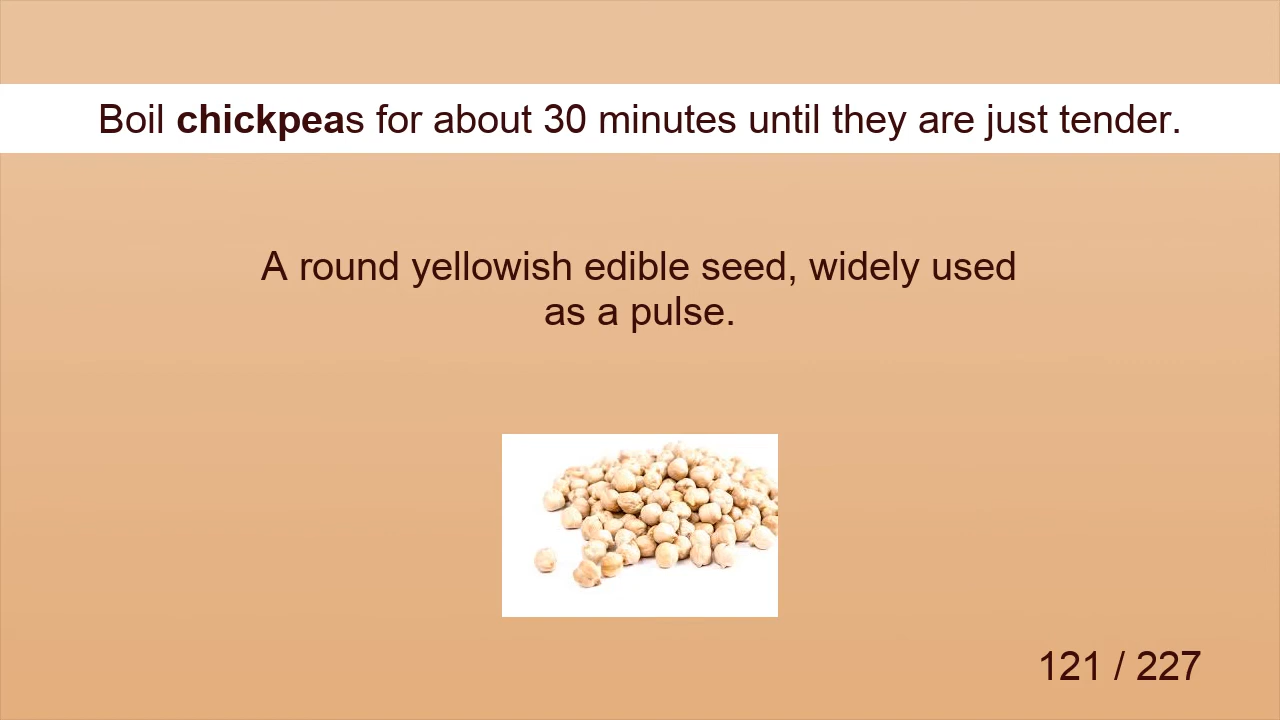 Boil chickpeas for about 30 minutes until they are just tender.
A round yellowish edible seed, widely used
as a pulse.
121 / 227